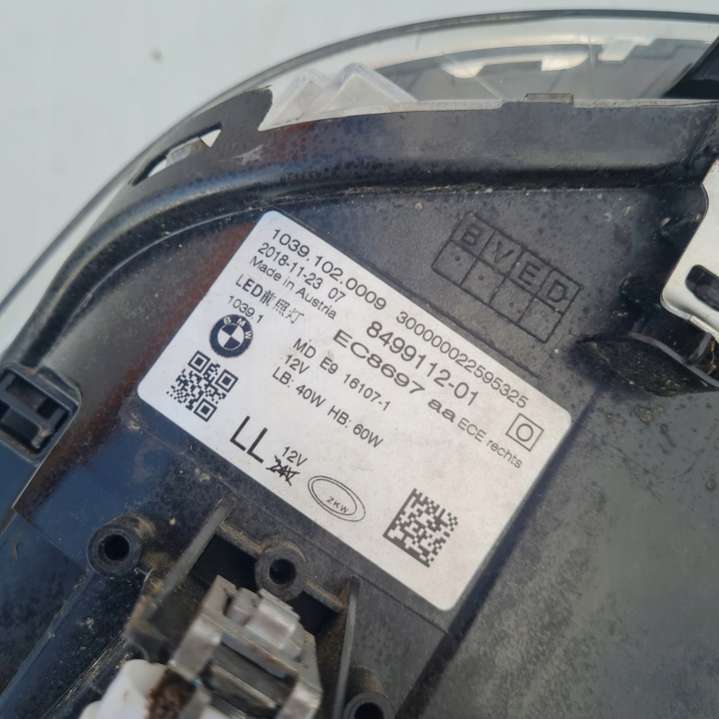 BVED
1039.102.0009 300000022595325
2018-11-23 07
Made in Austria
8499112-01
LED前照灯
EC8697 aa ECE rechts
1039.1
BMW
MD E9 16107-1
12V
LB: 40W HB: 60W
LL 12V
24V
ZKW